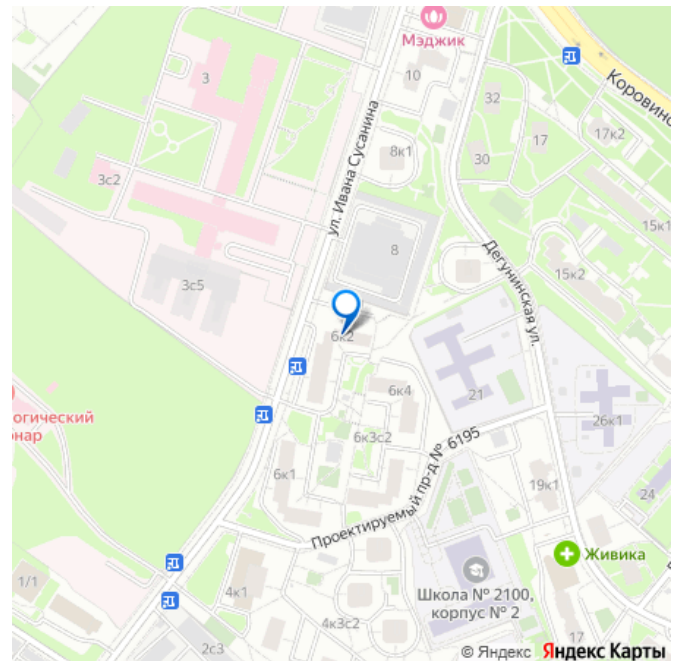 Мэджик
3
10
Коровинс
32
17
17к2
8к1
30
ул. Ивана Сусанина
3с2
15к1
8
Дегунинская ул.
15к2
3с5
6к2
6к4
21
огический
онар
26к1
6к3с2
Проектируемый пр-д № 6195
6к1
19к1
24
Живика
1/1
4к1
Школа № 2100,
корпус № 2
4к3с2
17
2с3
© Яндекс Яндекс Карты